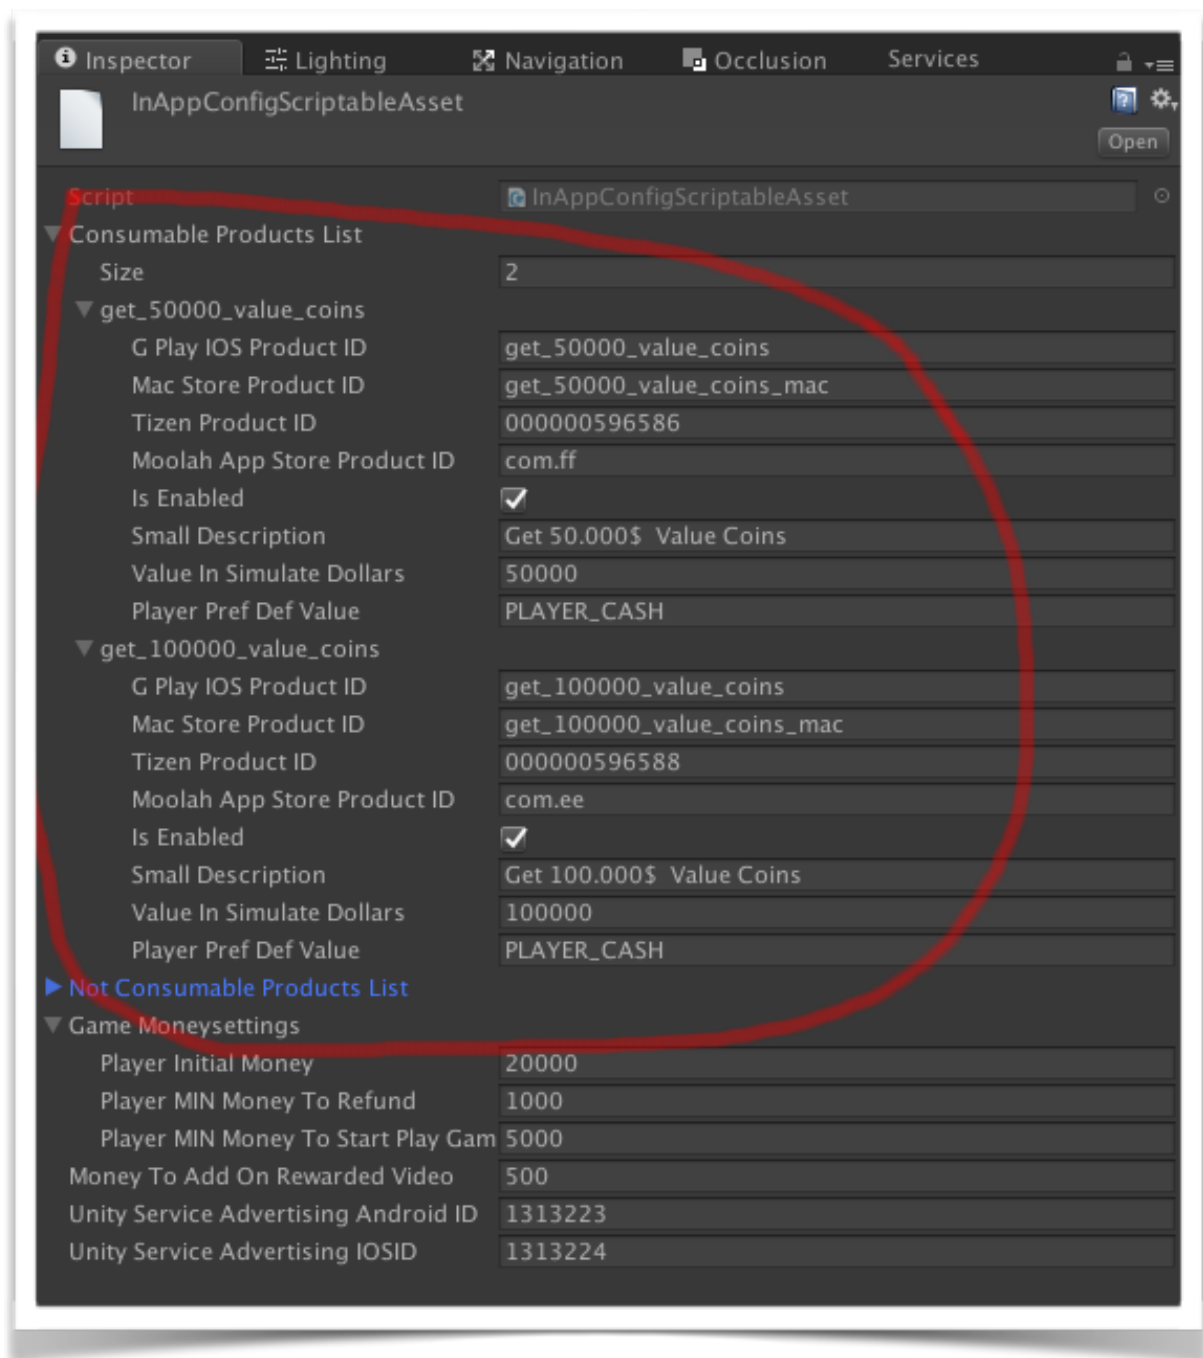 Inspector Lighting Navigation Occlusion Services
InAppConfigScriptableAsset
Open
Script InAppConfigScriptableAsset
Consumable Products List
Size 2
get_50000_value_coins
G Play IOS Product ID get_50000_value_coins
Mac Store Product ID get_50000_value_coins_mac
Tizen Product ID 000000596586
Moolah App Store Product ID com.ff
Is Enabled
Small Description Get 50.000$  Value Coins
Value In Simulate Dollars 50000
Player Pref Def Value PLAYER_CASH
get_100000_value_coins
G Play IOS Product ID get_100000_value_coins
Mac Store Product ID get_100000_value_coins_mac
Tizen Product ID 000000596588
Moolah App Store Product ID com.ee
Is Enabled
Small Description Get 100.000$  Value Coins
Value In Simulate Dollars 100000
Player Pref Def Value PLAYER_CASH
Not Consumable Products List
Game Moneysettings
Player Initial Money 20000
Player MIN Money To Refund 1000
Player MIN Money To Start Play Gam 5000
Money To Add On Rewarded Video 500
Unity Service Advertising Android ID 1313223
Unity Service Advertising IOSID 1313224